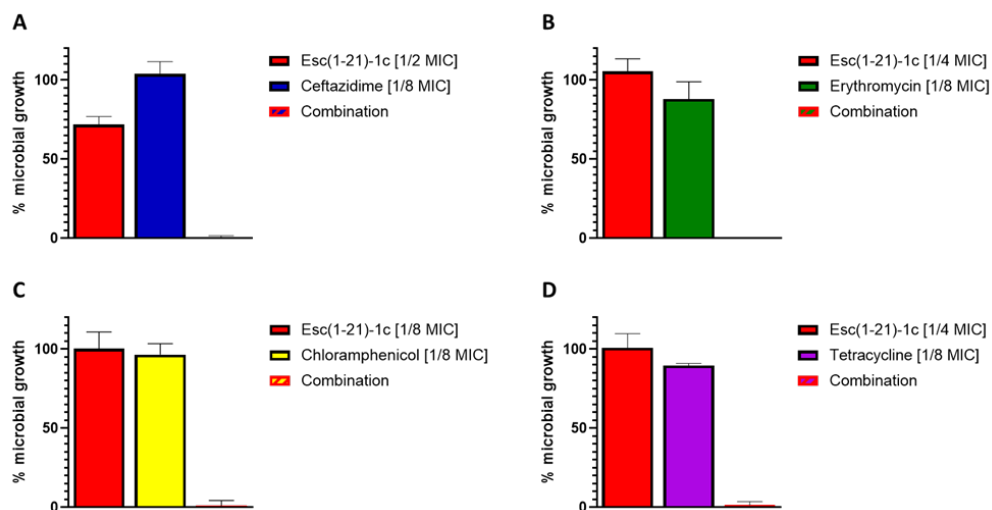 A
% microbial growth
100
50
0
Esc(1-21)-1c [1/2 MIC]
Ceftazidime [1/8 MIC]
Combination
B
% microbial growth
100
50
0
Esc(1-21)-1c [1/4 MIC]
Erythromycin [1/8 MIC]
Combination
C
% microbial growth
100
50
0
Esc(1-21)-1c [1/8 MIC]
Chloramphenicol [1/8 MIC]
Combination
D
% microbial growth
100
50
0
Esc(1-21)-1c [1/4 MIC]
Tetracycline [1/8 MIC]
Combination